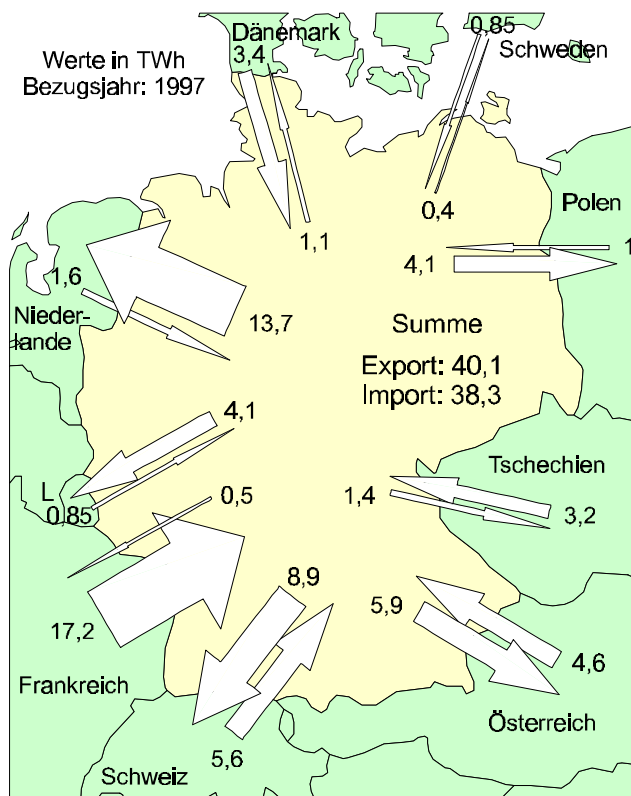 Dänemark
3,4
0,85
Schweden
Werte in TWh
Bezugsjahr: 1997
Polen
0,4
1,1
1
4,1
1,6
Nieder-
lande
13,7
Summe
Export: 40,1
Import: 38,3
4,1
Tschechien
L
0,85
0,5
1,4
3,2
8,9
5,9
17,2
4,6
Frankreich
Österreich
5,6
Schweiz